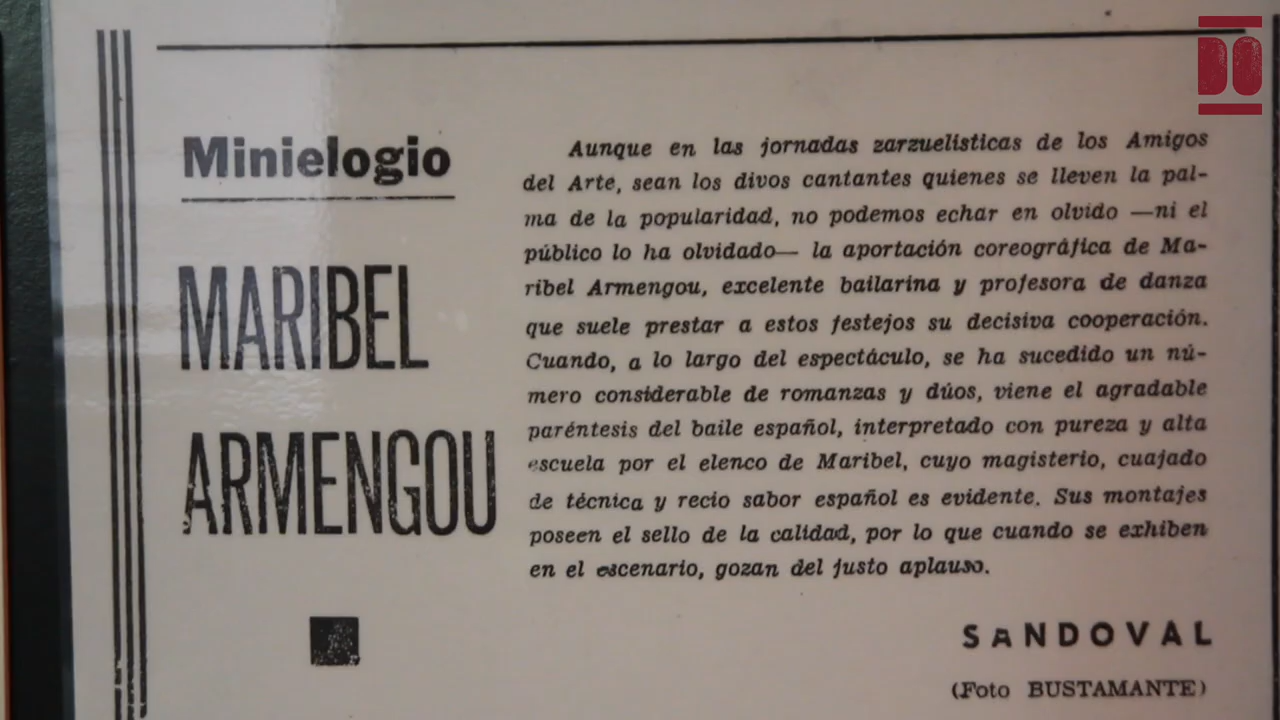 DO
Minielogio
MARIBEL
ARMENGOU
Aunque en las jornadas zarzuelísticas de los Amigos
del Arte, sean los divos cantantes quienes se lleven la pal-
ma de la popularidad, no podemos echar en olvido —ni el
público lo ha olvidado— la aportación coreográfica de Ma-
ribel Armengou, excelente bailarina y profesora de danza
que suele prestar a estos festejos su decisiva cooperación.
Cuando, a lo largo del espectáculo, se ha sucedido un nú-
mero considerable de romanzas y dúos, viene el agradable
paréntesis del baile español, interpretado con pureza y alta
escuela por el elenco de Maribel, cuyo magisterio, cuajado
de técnica y recio sabor español es evidente. Sus montajes
poseen el sello de la calidad, por lo que cuando se exhiben
en el escenario, gozan del justo aplauso.
SANDOVAL
(Foto BUSTAMANTE)